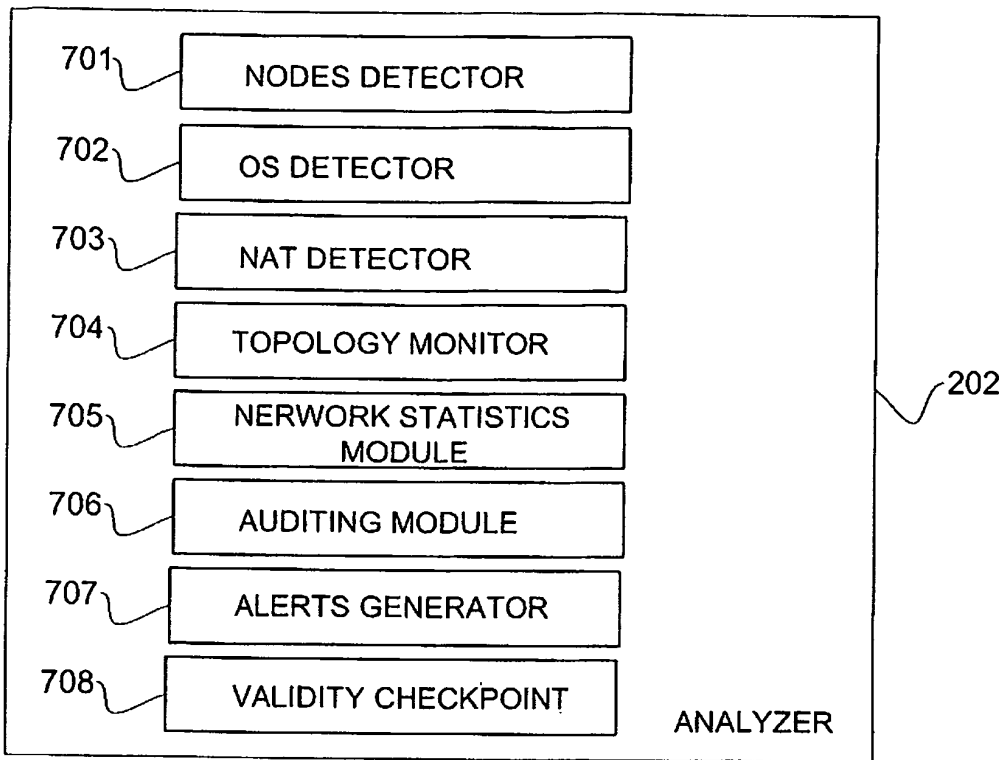 701
NODES DETECTOR
702
OS DETECTOR
703
NAT DETECTOR
704
TOPOLOGY MONITOR
202
705
NERWORK STATISTICS
MODULE
706
AUDITING MODULE
707
ALERTS GENERATOR
708
VALIDITY CHECKPOINT
ANALYZER